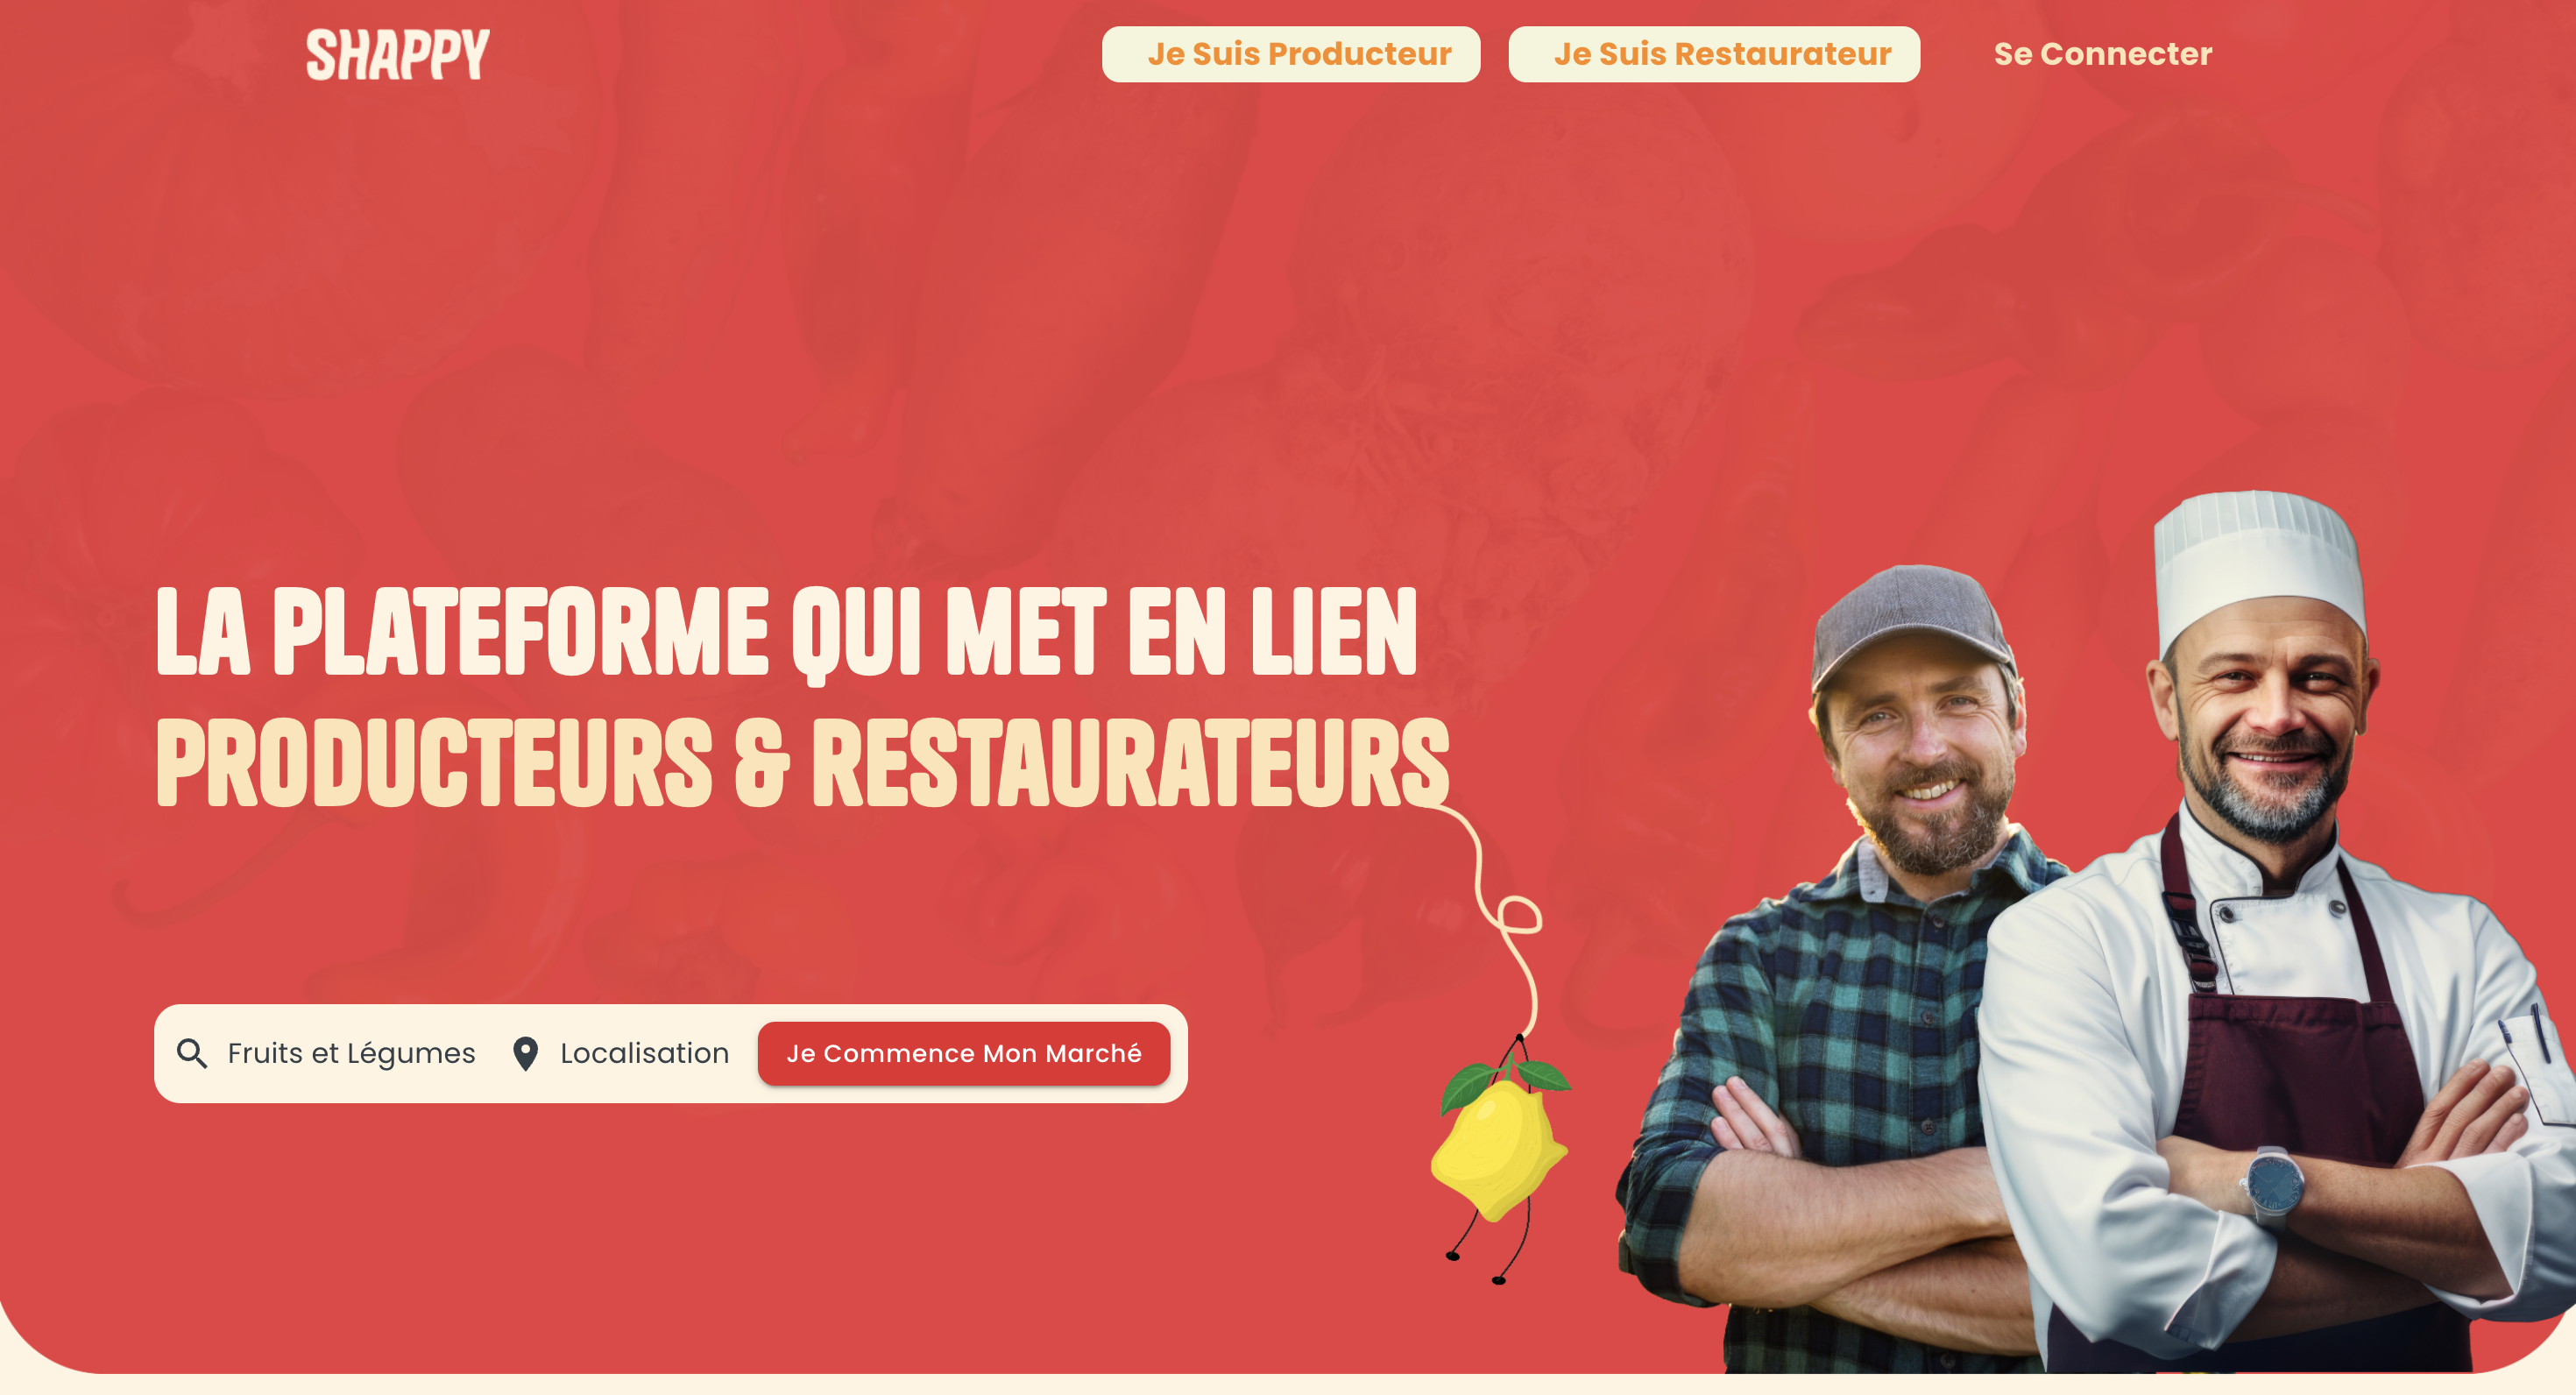 SHAPPY
Je Suis Producteur
Je Suis Restaurateur
Se Connecter
LA PLATEFORME QUI MET EN LIEN
PRODUCTEURS & RESTAURATEURS
Fruits et Légumes
Localisation
Je Commence Mon Marché